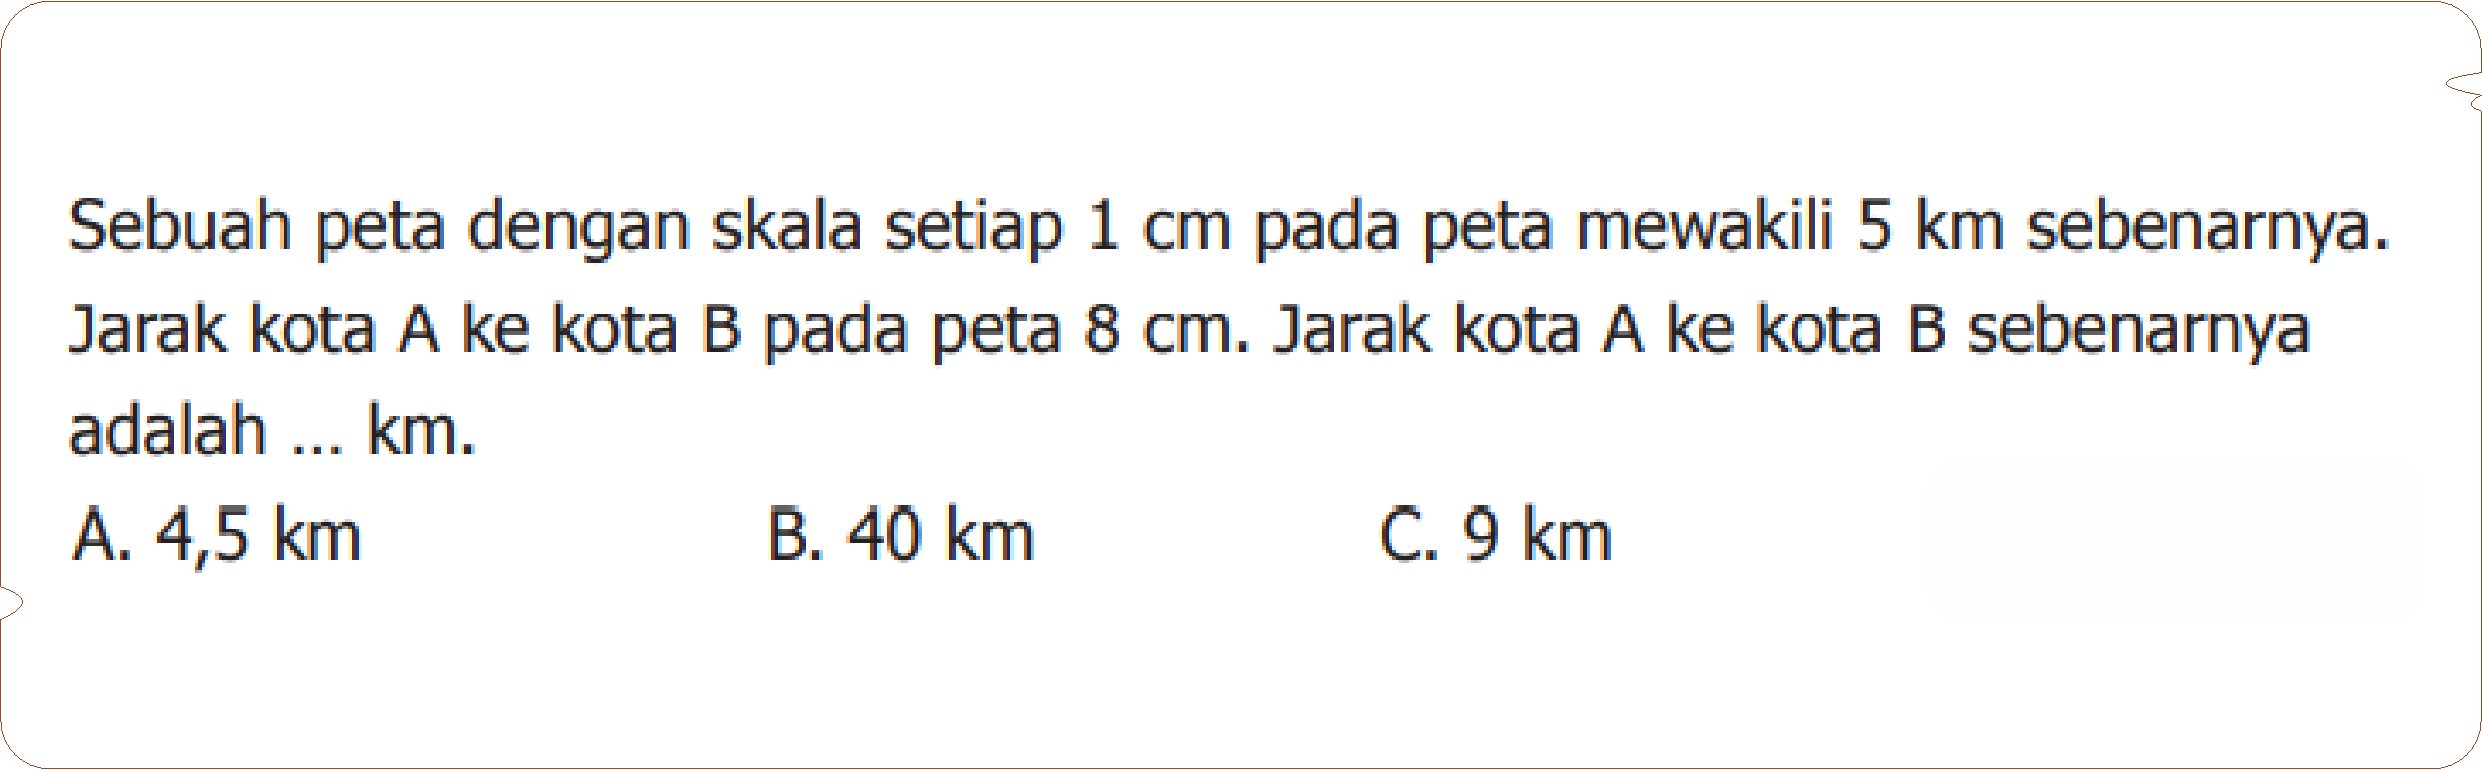 Sebuah peta dengan skala setiap 1 cm pada peta mewakili 5 km sebenarnya.
Jarak kota A ke kota B pada peta 8 cm. Jarak kota A ke kota B sebenarnya
adalah ... km.
A. 4,5 km B. 40 km C. 9 km